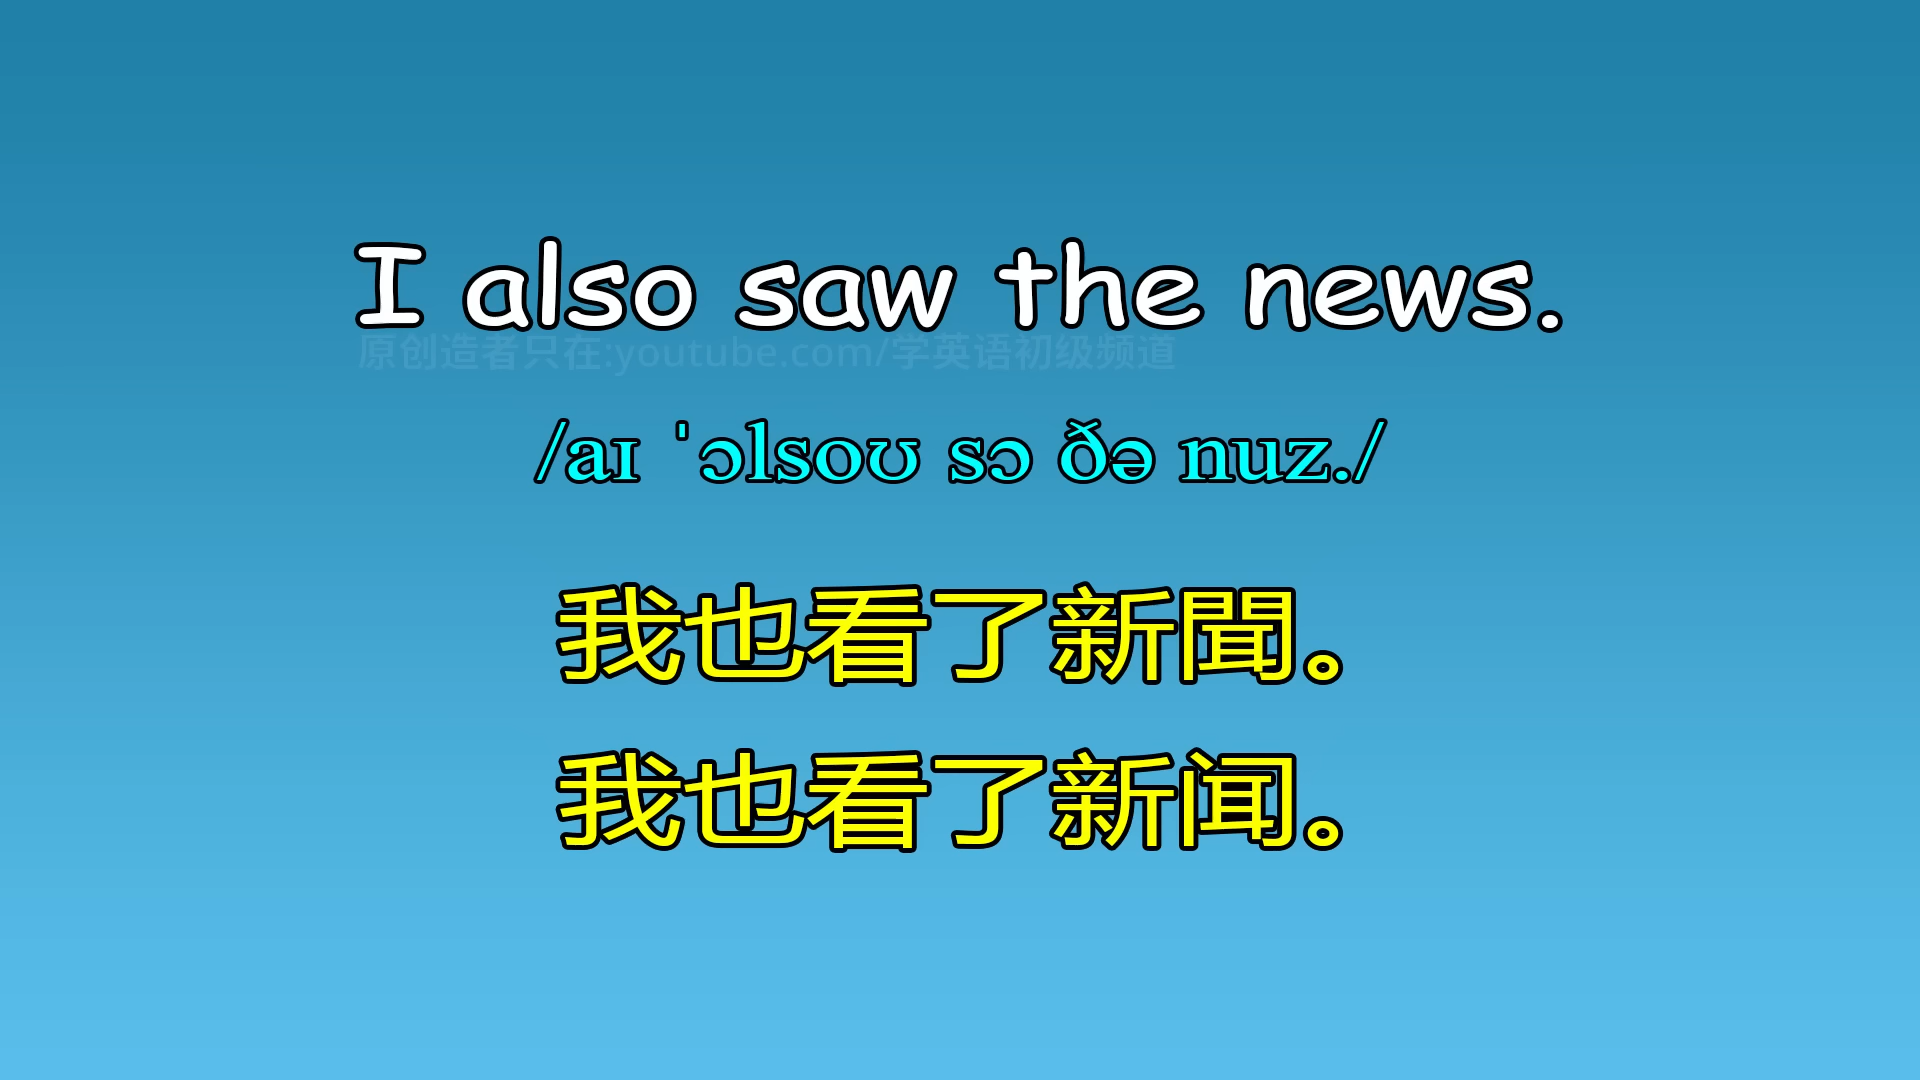 I also saw the news.
原创造者只在:youtube.com/学英语初级频道
/aɪ ˈɔlsoʊ sɔ ðə nuz./
我也看了新聞。
我也看了新闻。